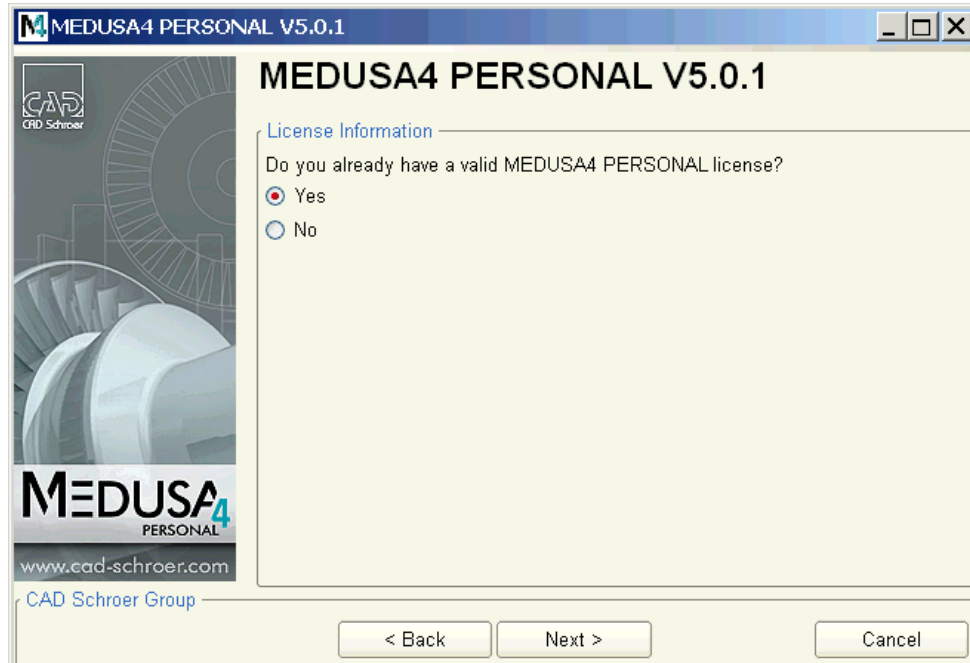 MEDUSA4 PERSONAL V5.0.1
CAD
CAD Schroer
MEDUSA4 PERSONAL V5.0.1
License Information
Do you already have a valid MEDUSA4 PERSONAL license?
Yes
No
MEDUSA4
PERSONAL
www.cad-schroer.com
CAD Schroer Group
< Back
Next >
Cancel